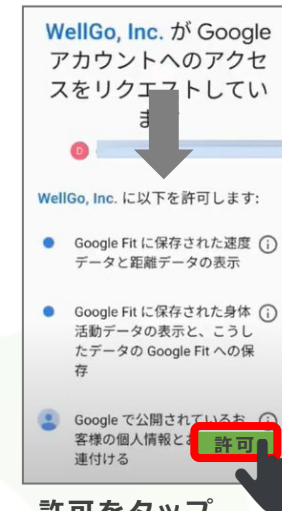 WellGo, Inc. が Google
アカウントへのアクセ
スをリクエストしてい
ま
D
WellGo, Inc. に以下を許可します:
Google Fit に保存された速度
データと距離データの表示
Google Fit に保存された身体
活動データの表示と、こうし
たデータの Google Fit への保
存
Google で公開されているお
客様の個人情報と
許可
連付ける
許可をタップ